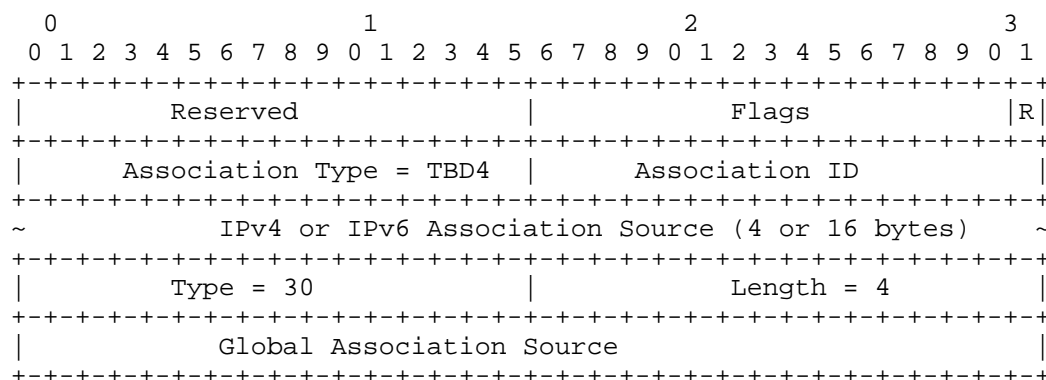 0                   1                   2                   3
0 1 2 3 4 5 6 7 8 9 0 1 2 3 4 5 6 7 8 9 0 1 2 3 4 5 6 7 8 9 0 1
+-+-+-+-+-+-+-+-+-+-+-+-+-+-+-+-+-+-+-+-+-+-+-+-+-+-+-+-+-+-+-+-+
|         Reserved              |            Flags            |R|
+-+-+-+-+-+-+-+-+-+-+-+-+-+-+-+-+-+-+-+-+-+-+-+-+-+-+-+-+-+-+-+-+
|      Association Type = TBD4  |      Association ID           |
+-+-+-+-+-+-+-+-+-+-+-+-+-+-+-+-+-+-+-+-+-+-+-+-+-+-+-+-+-+-+-+-+
~            IPv4 or IPv6 Association Source (4 or 16 bytes)    ~
+-+-+-+-+-+-+-+-+-+-+-+-+-+-+-+-+-+-+-+-+-+-+-+-+-+-+-+-+-+-+-+-+
|         Type = 30             |            Length = 4         |
+-+-+-+-+-+-+-+-+-+-+-+-+-+-+-+-+-+-+-+-+-+-+-+-+-+-+-+-+-+-+-+-+
|            Global Association Source                          |
+-+-+-+-+-+-+-+-+-+-+-+-+-+-+-+-+-+-+-+-+-+-+-+-+-+-+-+-+-+-+-+-+